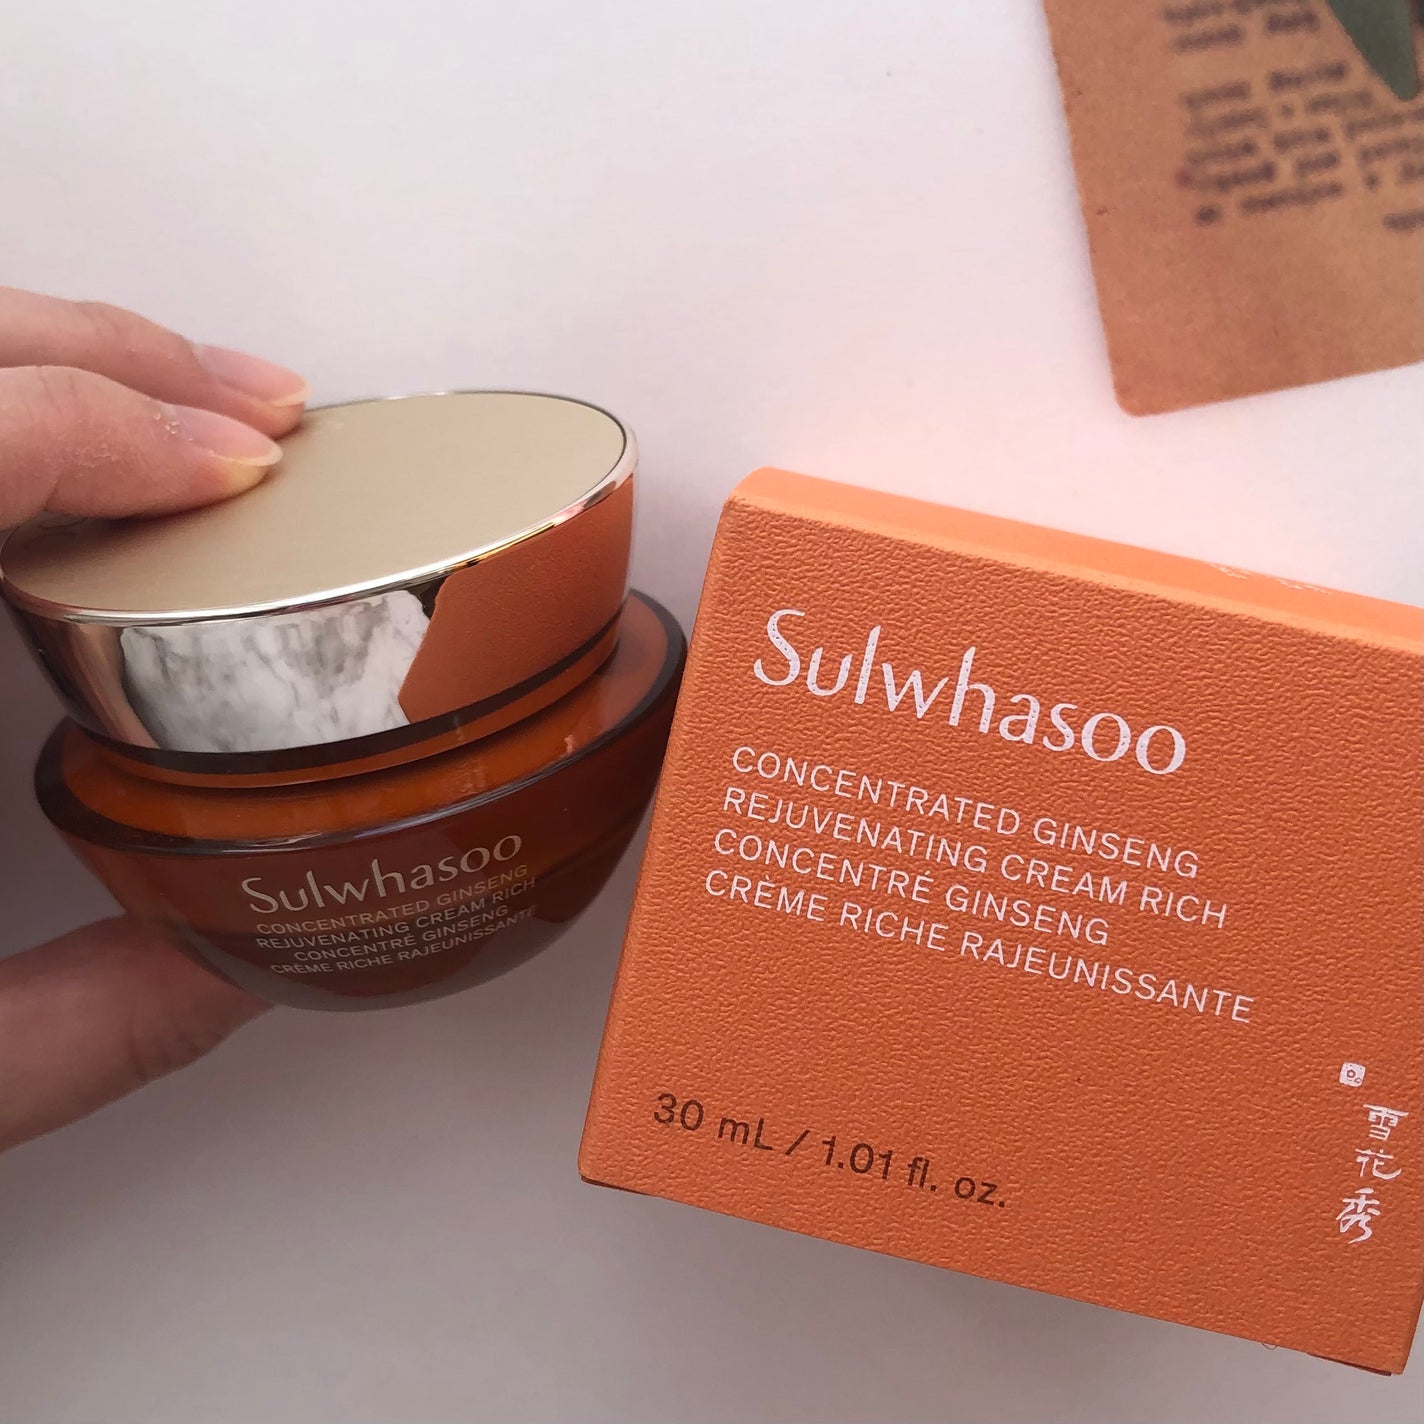 Sulwhasoo
CONCENTRATED GINSENG
REJUVENATING CREAM RICH
CONCENTRÉ GINSENG
CRÈME RICHE RAJEUNISSANTE
Sulwhasoo
CONCENTRATED GINSENG
REJUVENATING CREAM RICH
CONCENTRÉ GINSENG
CRÈME RICHE RAJEUNISSANTE
30 mL / 1.01 fl. oz.
雪花秀